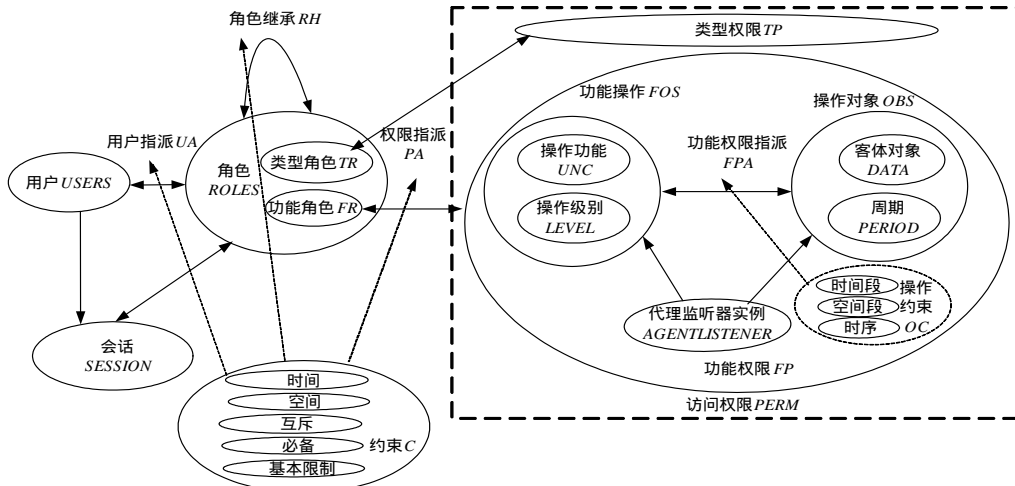 角色继承RH
类型权限TP
功能操作FOS
操作对象OBS
用户指派UA
权限指派
PA
功能权限指派
FPA
角色
ROLES
类型角色TR
功能角色FR
操作功能
UNC
操作级别
LEVEL
客体对象
DATA
周期
PERIOD
用户USERS
时间段
空间段
时序
操作
约束
OC
代理监听器实例
AGENTLISTENER
会话
SESSION
功能权限FP
访问权限PERM
时间
空间
互斥
必备
基本限制
约束C